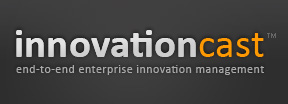 innovationcast™
end-to-end enterprise innovation management